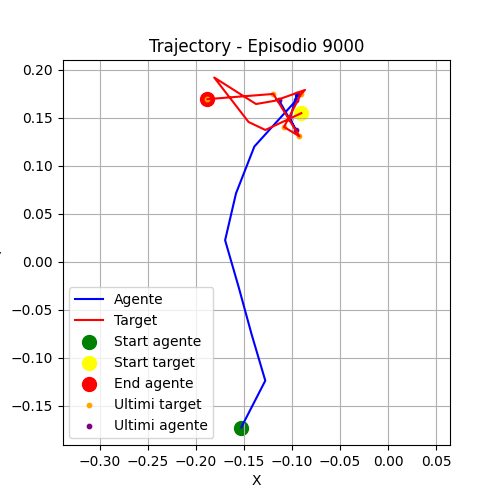 Trajectory - Episodio 9000
0.20
0.15
0.10
0.05
0.00
−0.05
−0.10
−0.15
Agente
Target
Start agente
Start target
End agente
Ultimi target
Ultimi agente
−0.30 −0.25 −0.20 −0.15 −0.10 −0.05 0.00 0.05
X